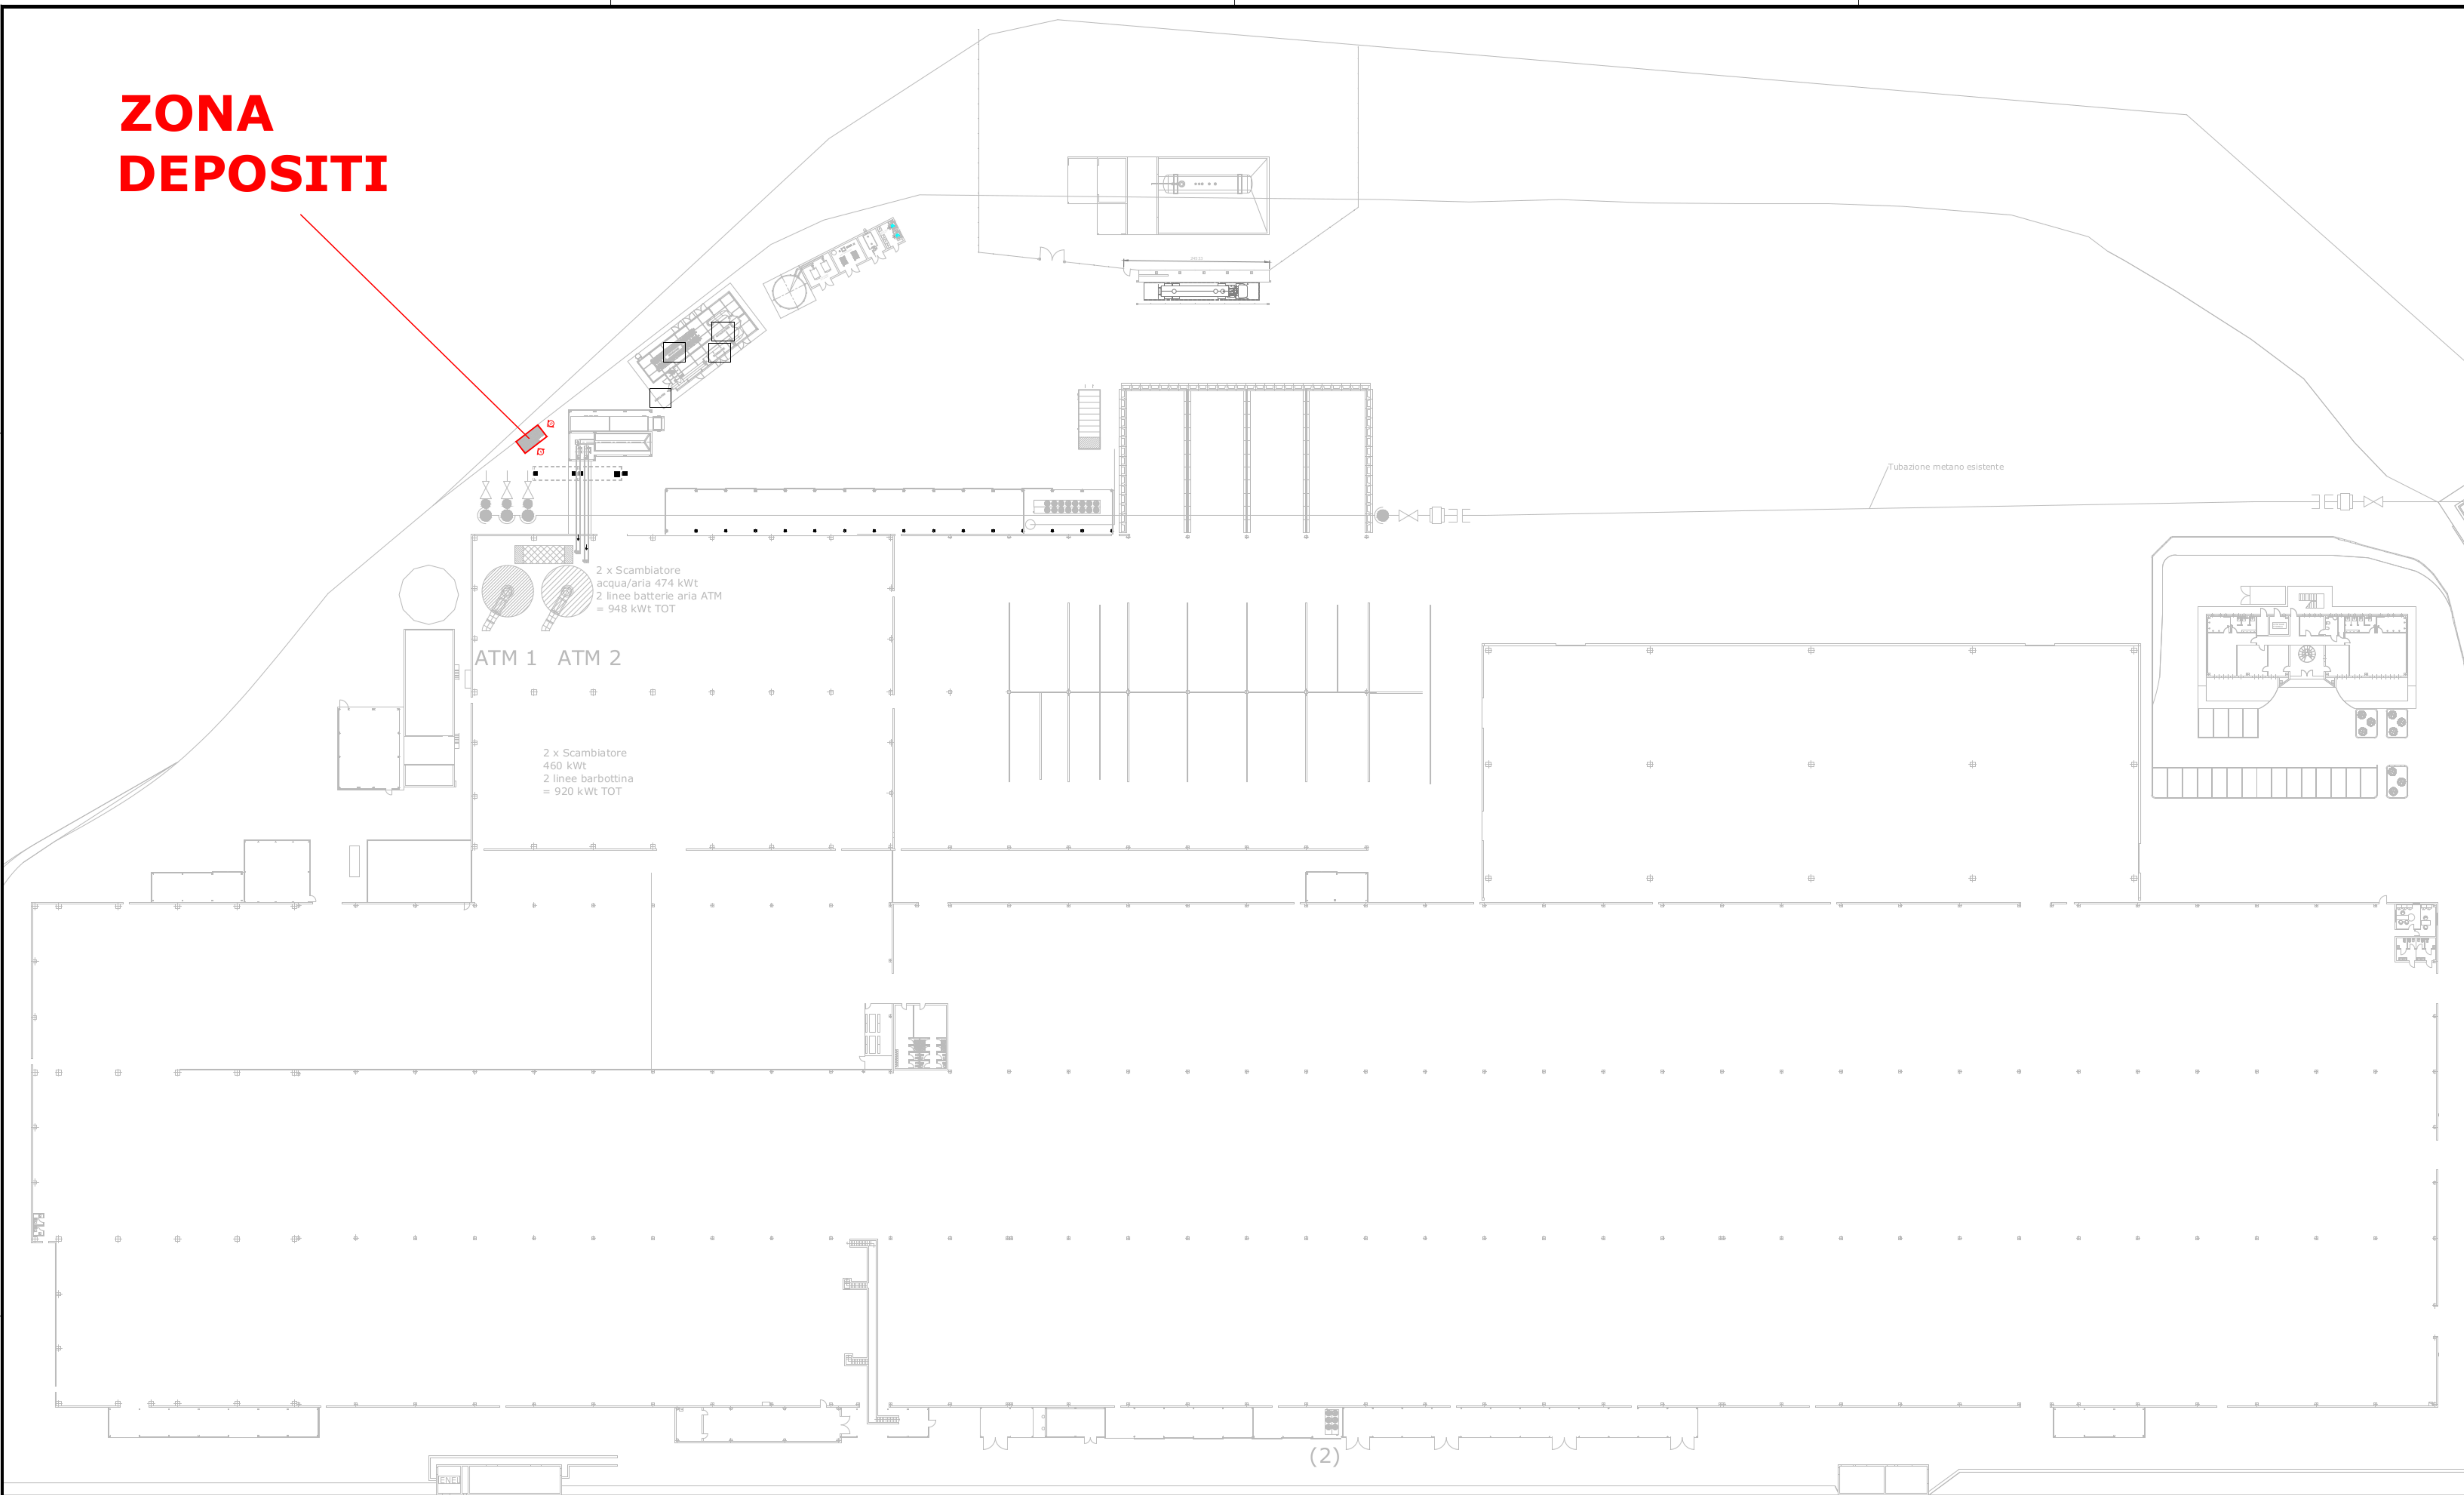 ZONA
DEPOSITI
Tubazione metano esistente
2 x Scambiatore
acqua/aria 474 kWt
2 linee batterie aria ATM
= 948 kWt TOT
ATM 1 ATM 2
2 x Scambiatore
460 kWt
2 linee barbottina
= 920 kWt TOT
(2)
ENEL